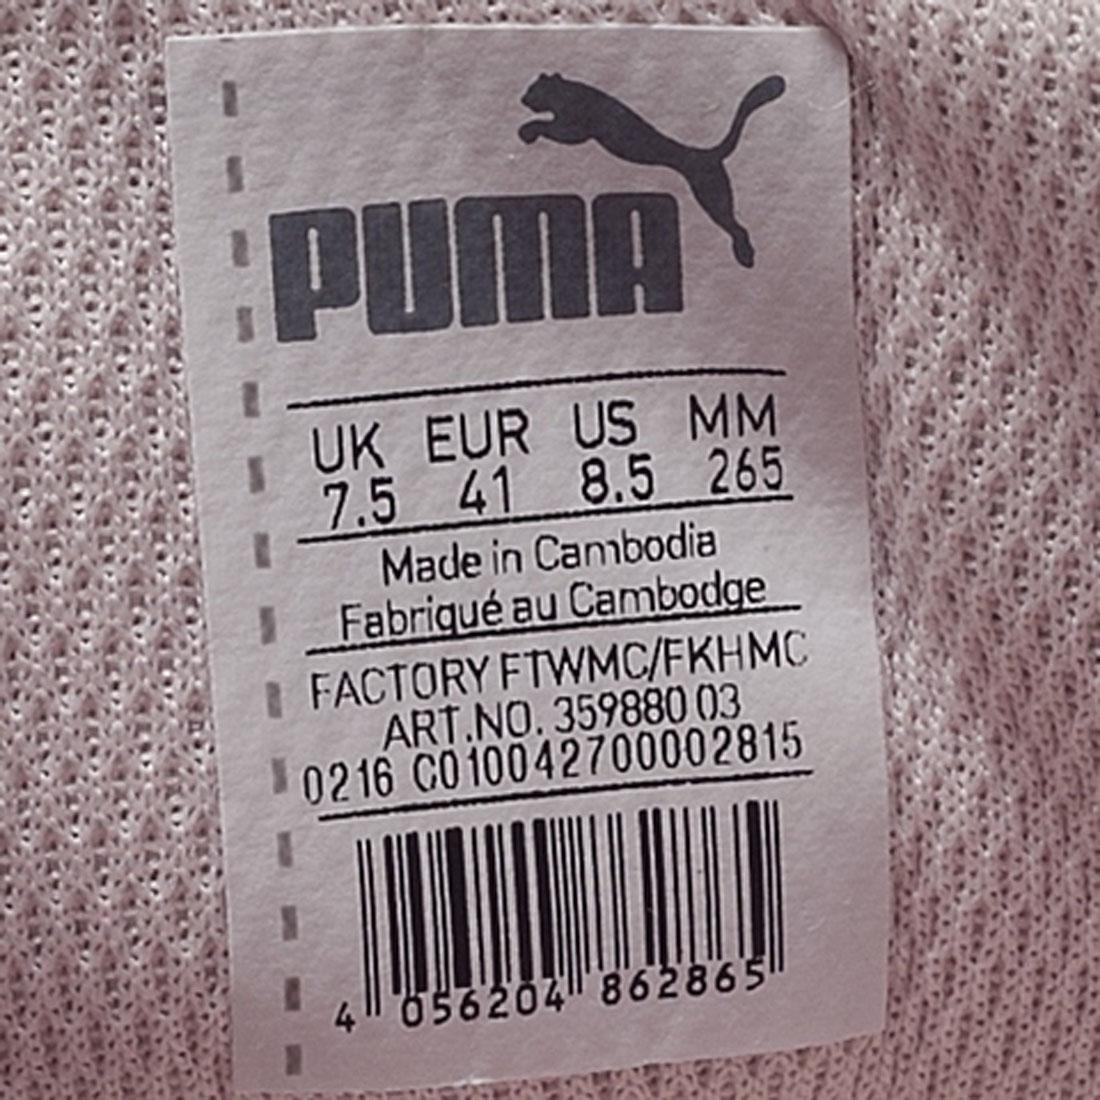 PUMA
UK EUR US MM
7.5 41 8.5 265
Made in Cambodia
Fabriqué au Cambodge
FACTORY FTWMC/FKHMC
ART.NO. 359880 03
0216 C010042700002815
4 056204 862865